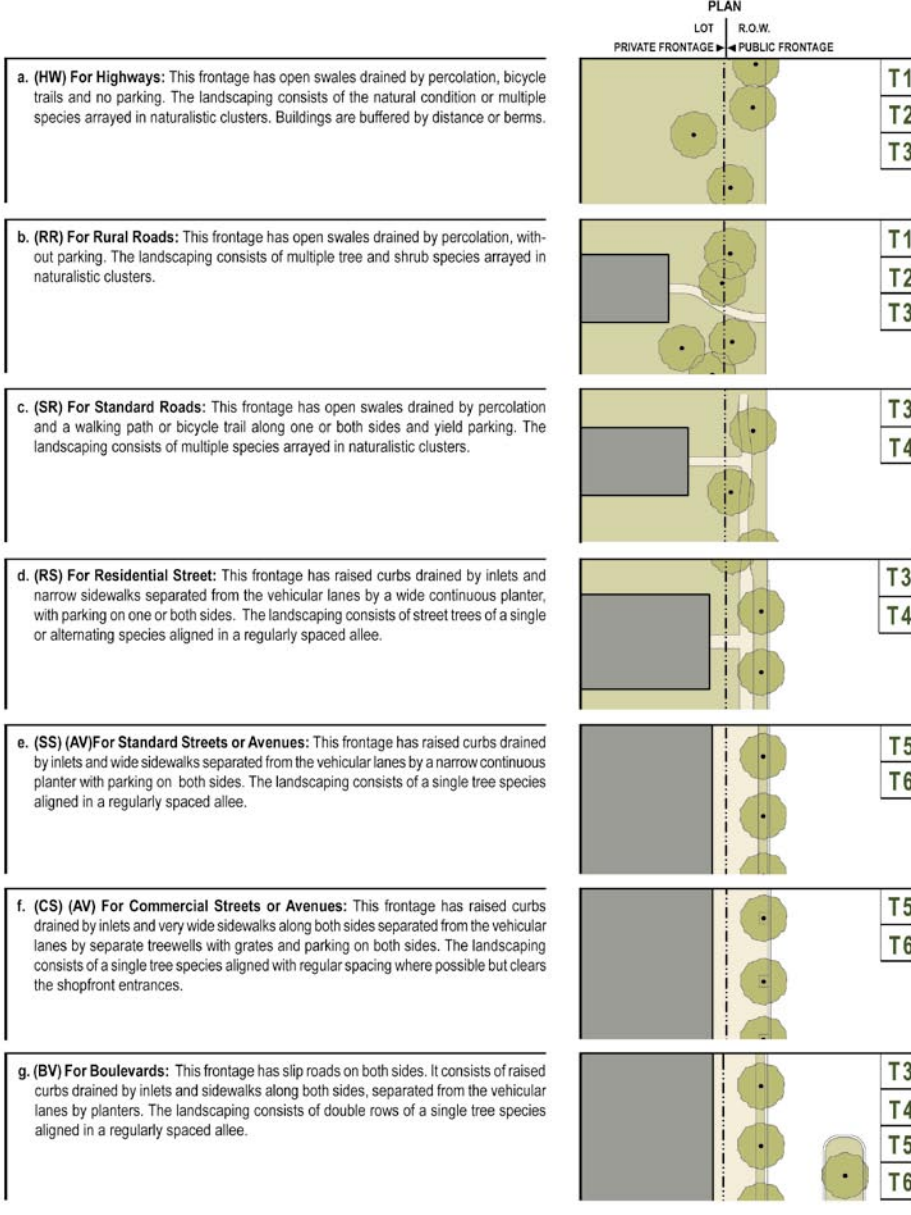 PLAN
LOT R.O.W.
PRIVATE FRONTAGE ►◄ PUBLIC FRONTAGE
a. (HW) For Highways: This frontage has open swales drained by percolation, bicycle
trails and no parking. The landscaping consists of the natural condition or multiple
species arrayed in naturalistic clusters. Buildings are buffered by distance or berms.
T1
T2
T3
b. (RR) For Rural Roads: This frontage has open swales drained by percolation, with-
out parking. The landscaping consists of multiple tree and shrub species arrayed in
naturalistic clusters.
T1
T2
T3
c. (SR) For Standard Roads: This frontage has open swales drained by percolation
and a walking path or bicycle trail along one or both sides and yield parking. The
landscaping consists of multiple species arrayed in naturalistic clusters.
T3
T4
d. (RS) For Residential Street: This frontage has raised curbs drained by inlets and
narrow sidewalks separated from the vehicular lanes by a wide continuous planter,
with parking on one or both sides. The landscaping consists of street trees of a single
or alternating species aligned in a regularly spaced allee.
T3
T4
e. (SS) (AV)For Standard Streets or Avenues: This frontage has raised curbs drained
by inlets and wide sidewalks separated from the vehicular lanes by a narrow continuous
planter with parking on both sides. The landscaping consists of a single tree species
aligned in a regularly spaced allee.
T5
T6
f. (CS) (AV) For Commercial Streets or Avenues: This frontage has raised curbs
drained by inlets and very wide sidewalks along both sides separated from the vehicular
lanes by separate treewells with grates and parking on both sides. The landscaping
consists of a single tree species aligned with regular spacing where possible but clears
the shopfront entrances.
T5
T6
g. (BV) For Boulevards: This frontage has slip roads on both sides. It consists of raised
curbs drained by inlets and sidewalks along both sides, separated from the vehicular
lanes by planters. The landscaping consists of double rows of a single tree species
aligned in a regularly spaced allee.
T3
T4
T5
T6